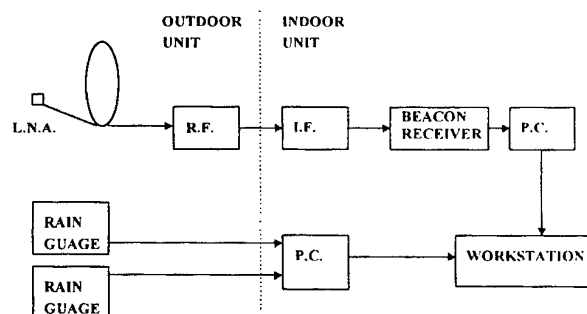 OUTDOOR
UNIT
INDOOR
UNIT
L.N.A.
R.F.
I.F.
BEACON
RECEIVER
P.C.
RAIN
GUAGE
P.C.
WORKSTATION
RAIN
GUAGE